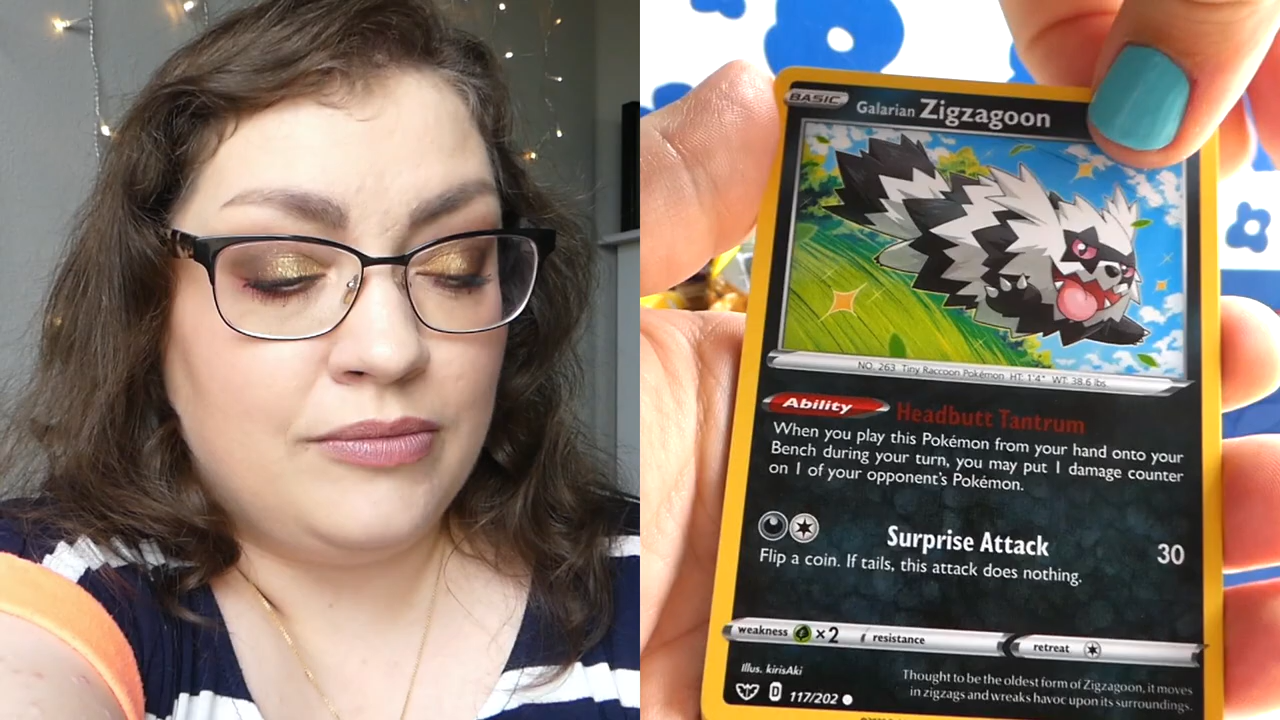 BASIC
Galarian Zigzagoon
NO. 263 Tiny Raccoon Pokémon HT: 1'4" WT: 38.6 lbs.
Ability Headbutt Tantrum
When you play this Pokémon from your hand onto your
Bench during your turn, you may put 1 damage counter
on 1 of your opponent's Pokémon.
Surprise Attack 30
Flip a coin. If tails, this attack does nothing.
weakness ×2 resistance retreat
Illus. kirisAki
D 117/202
Thought to be the oldest form of Zigzagoon, it moves
in zigzags and wreaks havoc upon its surroundings.